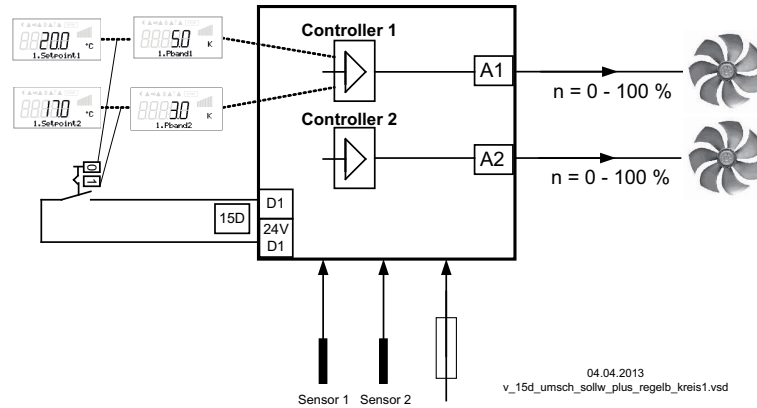 20.0 °C
1.Setpoint1
5.0 K
1.Pband1
17.0 °C
1.Setpoint2
3.0 K
1.Pband2
Controller 1
A1
n = 0 - 100 %
Controller 2
A2
n = 0 - 100 %
0
1
15D
D1
24V
D1
Sensor 1
Sensor 2
04.04.2013
v_15d_umsch_sollw_plus_regelb_kreis1.vsd